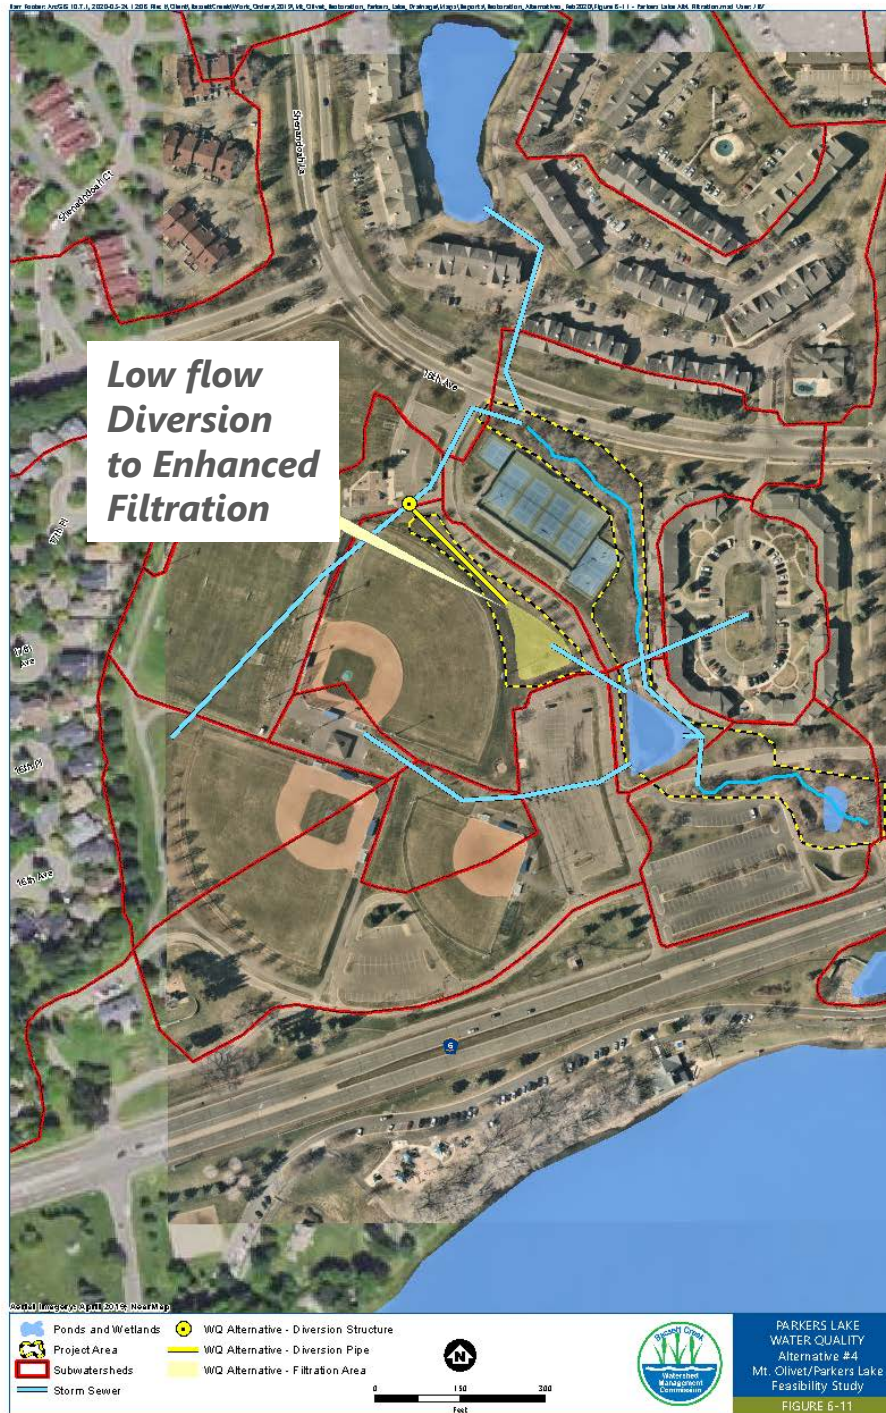 Shenandoah La
Shenandoah Ct
18th Ave
Low flow
Diversion
to Enhanced
Filtration
17th Pl
Ave
16th Pl
16th Ave
6
Aerial Imagery: April 2019, NearMap
Ponds and Wetlands
Project Area
Subwatersheds
Storm Sewer
WQ Alternative - Diversion Structure
WQ Alternative - Diversion Pipe
WQ Alternative - Filtration Area
N
0 150 300
Feet
Bassett Creek
Watershed
Management
Commission
PARKERS LAKE
WATER QUALITY
Alternative #4
Mt. Olivet/Parkers Lake
Feasibility Study
FIGURE 6-11